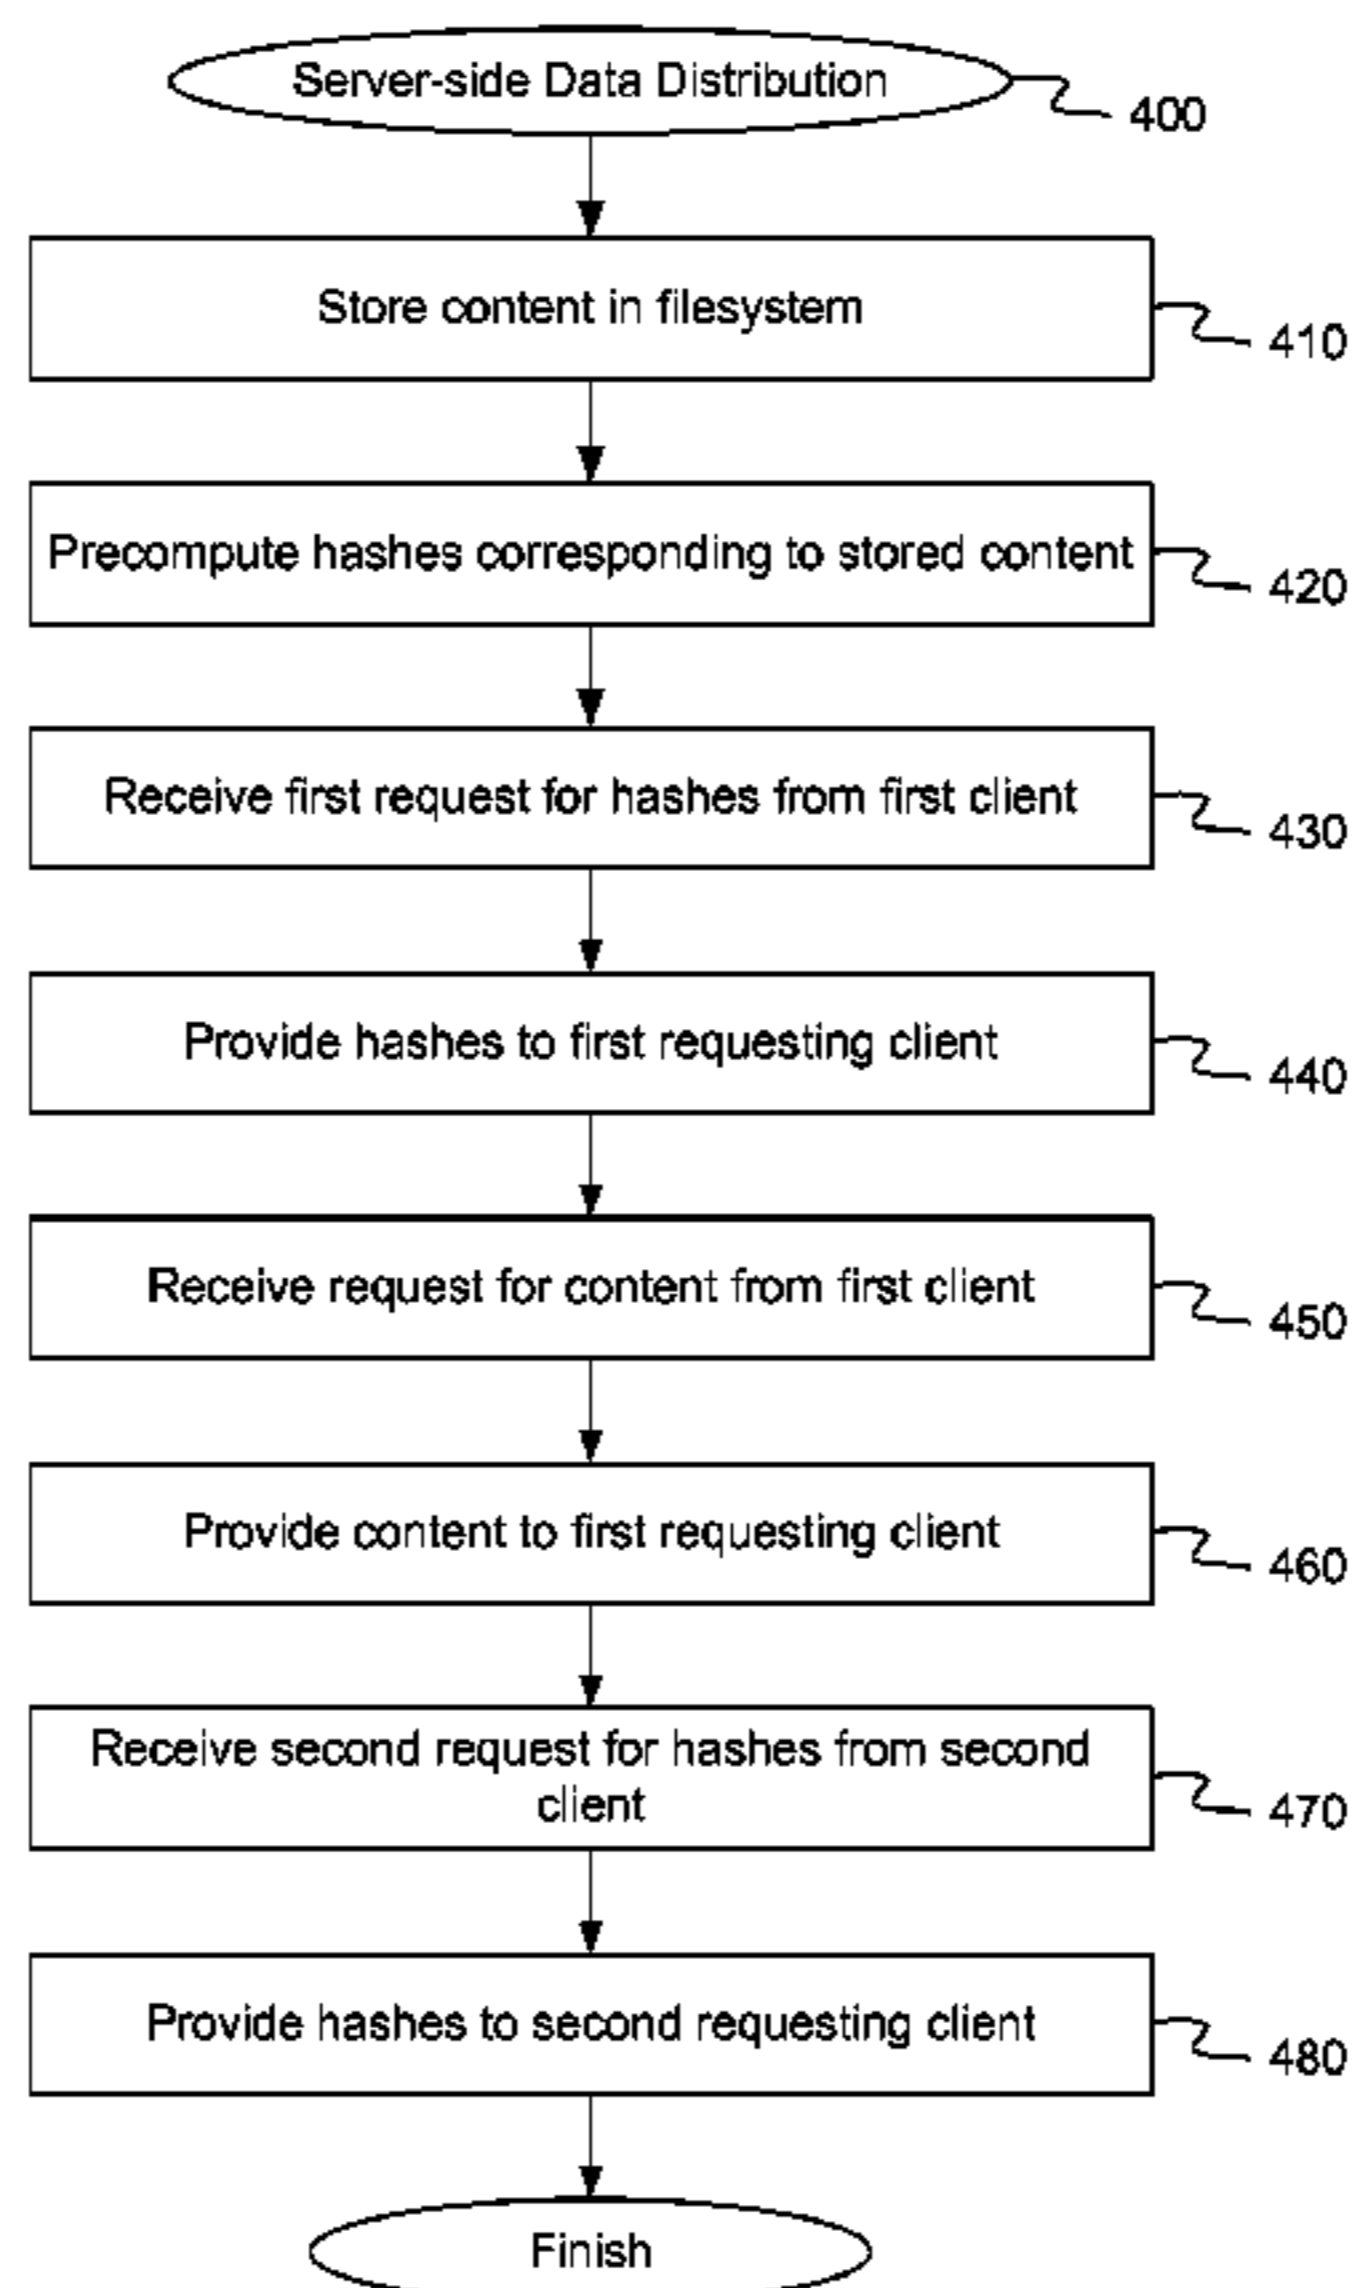 Server-side Data Distribution
400
Store content in filesystem
410
Precompute hashes corresponding to stored content
420
Receive first request for hashes from first client
430
Provide hashes to first requesting client
440
Receive request for content from first client
450
Provide content to first requesting client
460
Receive second request for hashes from second
client
470
Provide hashes to second requesting client
480
Finish